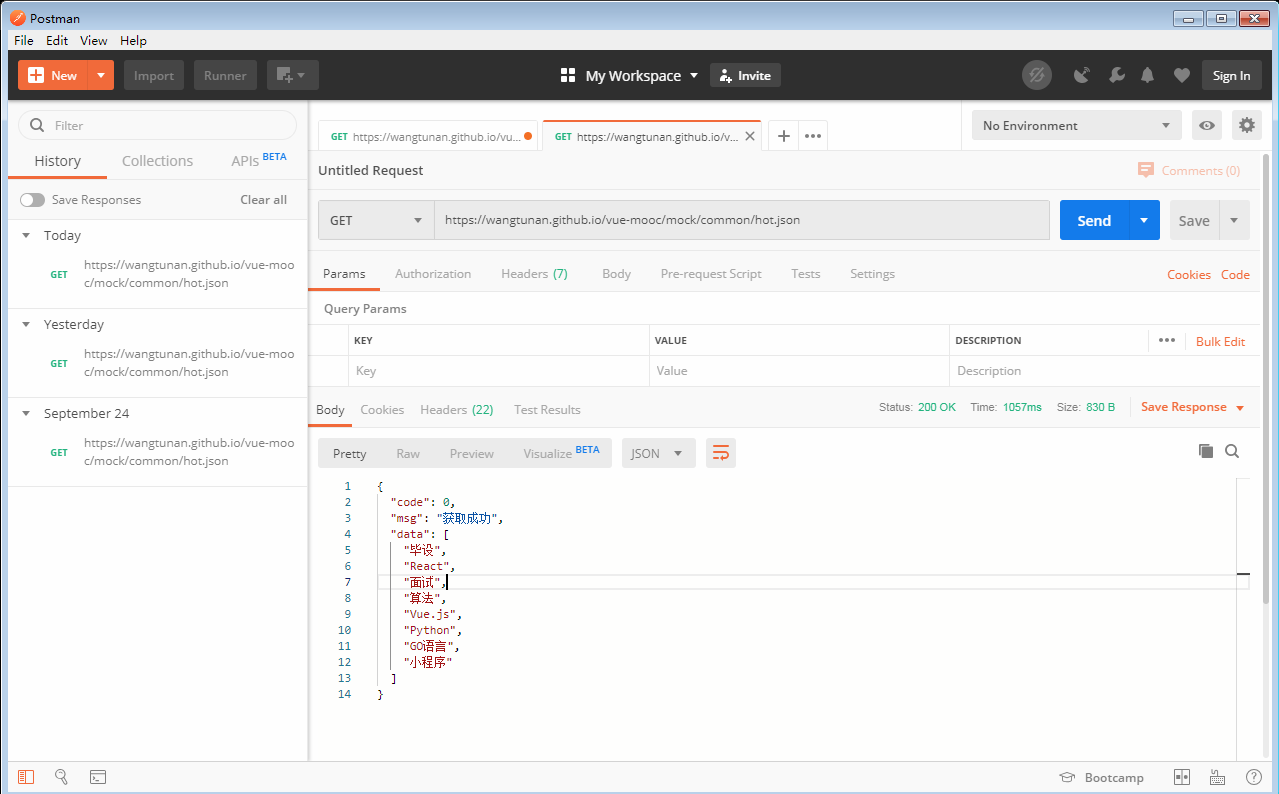 Postman
File Edit View Help
New Import Runner My Workspace Invite Sign In
Filter
History Collections APIs BETA
Save Responses Clear all
Today
GET https://wangtunan.github.io/vue-moo
c/mock/common/hot.json
Yesterday
GET https://wangtunan.github.io/vue-moo
c/mock/common/hot.json
September 24
GET https://wangtunan.github.io/vue-moo
c/mock/common/hot.json
GET https://wangtunan.github.io/vu... GET https://wangtunan.github.io/v... No Environment
Untitled Request Comments (0)
GET https://wangtunan.github.io/vue-mooc/mock/common/hot.json Send Save
Params Authorization Headers (7) Body Pre-request Script Tests Settings Cookies Code
Query Params
KEY VALUE DESCRIPTION Bulk Edit
Key Value Description
Body Cookies Headers (22) Test Results Status: 200 OK Time: 1057ms Size: 830 B Save Response
Pretty Raw Preview Visualize BETA JSON
1 {
2 "code": 0,
3 "msg": "获取成功",
4 "data": [
5 "毕设",
6 "React",
7 "面试",
8 "算法",
9 "Vue.js",
10 "Python",
11 "GO语言",
12 "小程序"
13 ]
14 }
Bootcamp